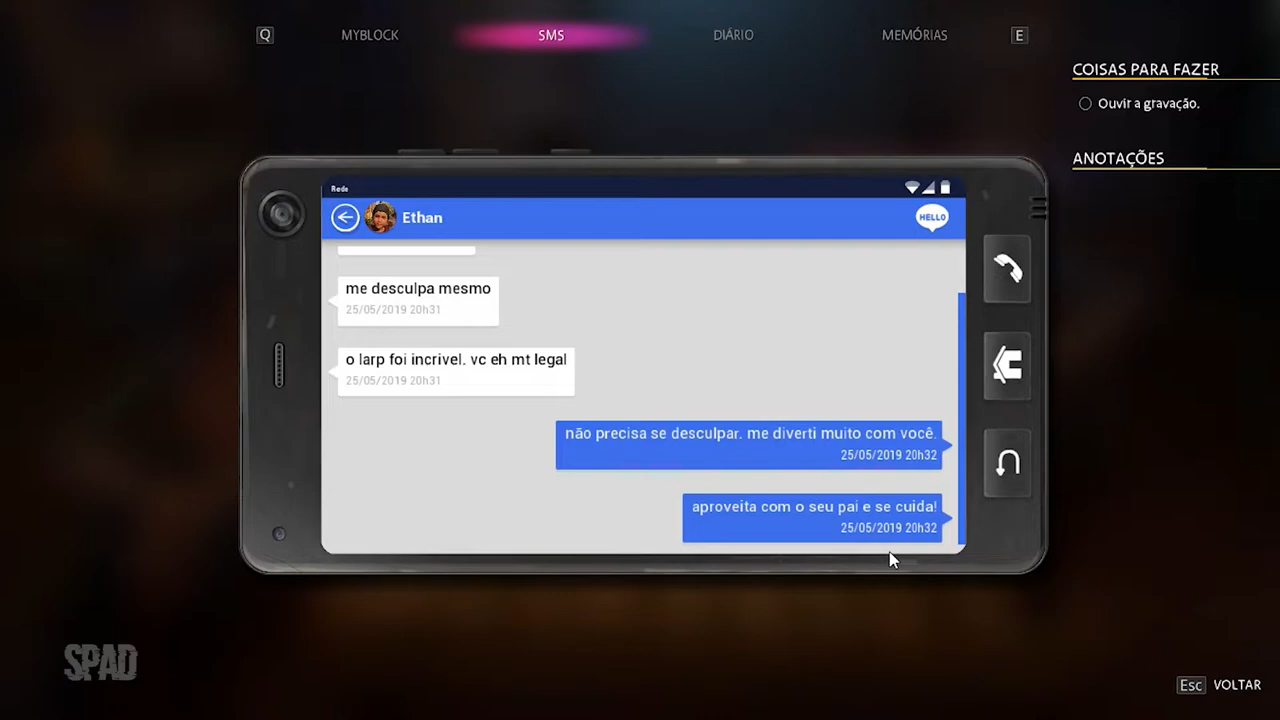 Q MYBLOCK SMS DIÁRIO MEMÓRIAS E
COISAS PARA FAZER
Ouvir a gravação.
ANOTAÇÕES
Rede
Ethan
HELLO
me desculpa mesmo
25/05/2019 20h31
o larp foi incrivel. vc eh mt legal
25/05/2019 20h31
não precisa se desculpar. me diverti muito com você.
25/05/2019 20h32
aproveita com o seu pai e se cuida!
25/05/2019 20h32
SPAD
Esc VOLTAR